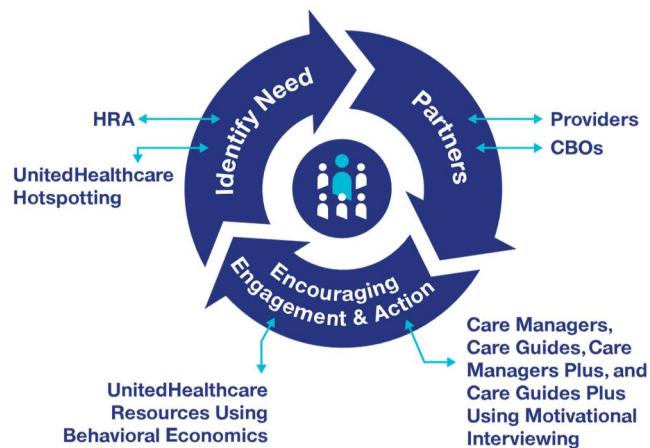 Identify Need
Partners
Encouraging
Engagement & Action
HRA
UnitedHealthcare
Hotspotting
Providers
CBOs
UnitedHealthcare
Resources Using
Behavioral Economics
Care Managers,
Care Guides, Care
Managers Plus, and
Care Guides Plus
Using Motivational
Interviewing